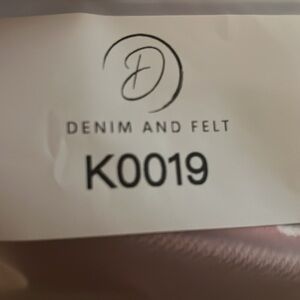 D
DENIM AND FELT
K0019